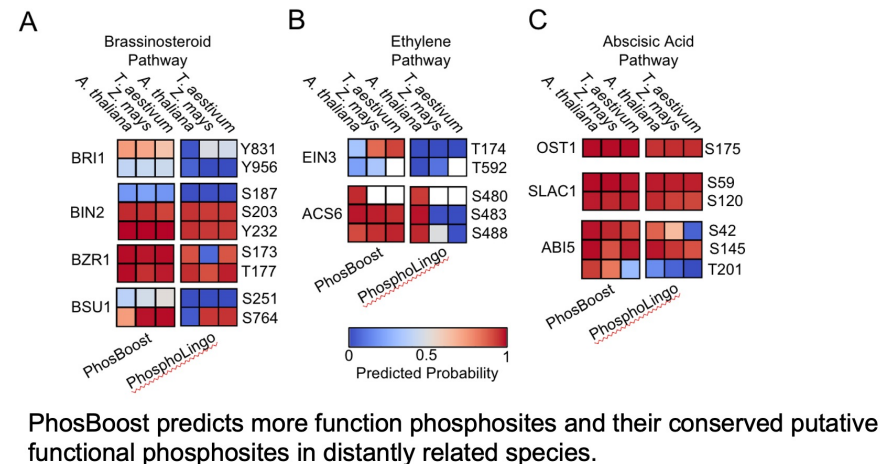 A
Brassinosteroid
Pathway
A. thaliana
Z. mays
T. aestivum
A. thaliana
Z. mays
T. aestivum
BRI1
Y831
Y956
BIN2
S187
S203
Y232
BZR1
S173
T177
BSU1
S251
S764
PhosBoost
PhosphoLingo
B
Ethylene
Pathway
A. thaliana
Z. mays
T. aestivum
A. thaliana
Z. mays
T. aestivum
EIN3
T174
T592
ACS6
S480
S483
S488
PhosBoost
PhosphoLingo
0 0.5 1
Predicted Probability
C
Abscisic Acid
Pathway
A. thaliana
Z. mays
T. aestivum
A. thaliana
Z. mays
T. aestivum
OST1
S175
SLAC1
S59
S120
ABI5
S42
S145
T201
PhosBoost
PhosphoLingo
PhosBoost predicts more function phosphosites and their conserved putative
functional phosphosites in distantly related species.